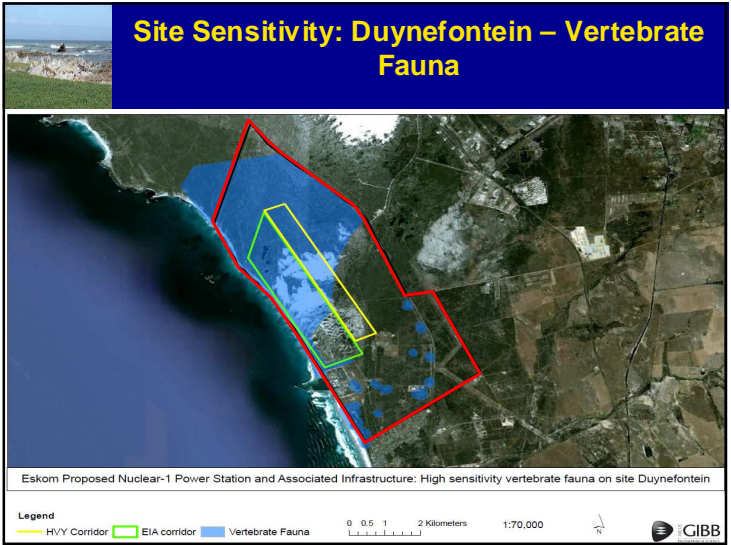 Site Sensitivity: Duynefontein – Vertebrate
Fauna
Eskom Proposed Nuclear-1 Power Station and Associated Infrastructure: High sensitivity vertebrate fauna on site Duynefontein
Legend
HVY Corridor EIA corridor Vertebrate Fauna
0 0.5 1 2 Kilometers
1:70,000
N
GIBB